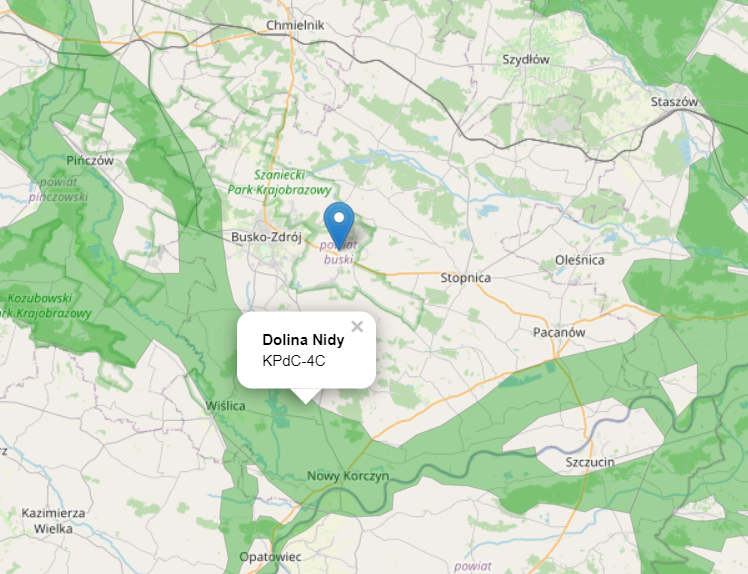 Chmielnik
Szydłów
Staszów
Pińczów
powiat
pinczowski
Szaniecki
Park Krajobrazowy
Busko-Zdrój
powiat
buski
Oleśnica
Stopnica
Kozubowski
Park Krajobrazowy
Pacanów
Dolina Nidy
KPdC-4C
×
Wiślica
Szczucin
Nowy Korczyn
Kazimierza
Wielka
Opatowiec
powiat